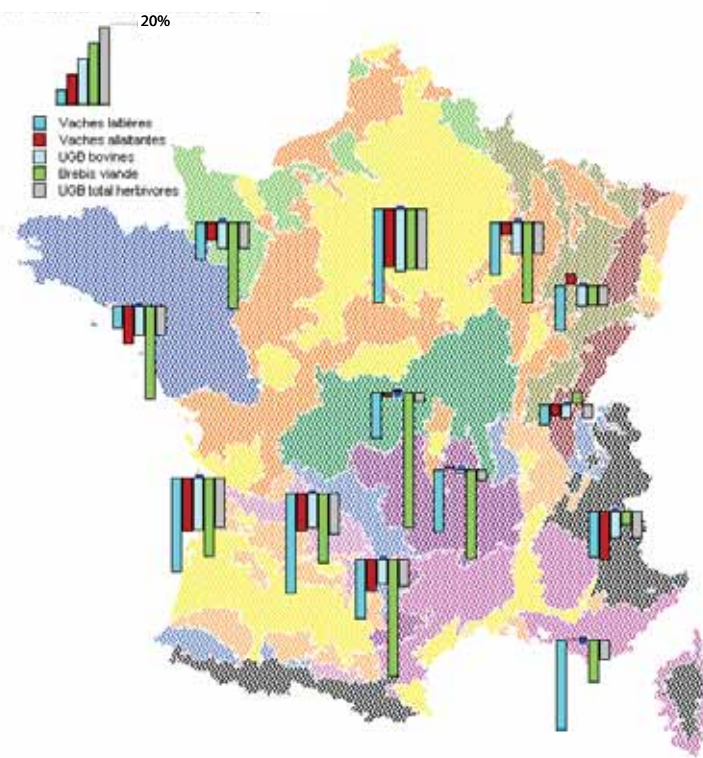 20%
Vaches laitières
Vaches allaitantes
UGB bovines
Brebis viande
UGB total herbivores